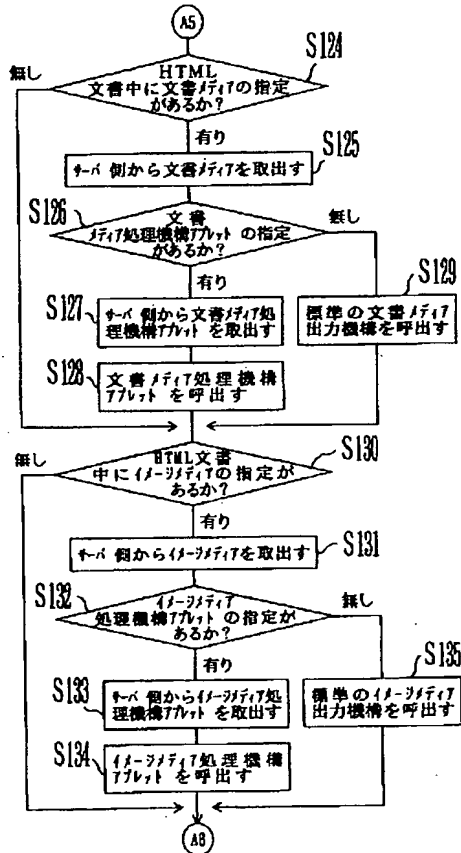 A5
S124
無し
HTML
文書中に文書メディアの指定
があるか?
有り
S125
サーバ 側から文書メディアを取出す
S126
文書
メディア処理機構アプレット の指定
があるか?
無し
有り
S127
サーバ 側から文書メディア処
理機構アプレット を取出す
S129
標準の文書メディア
出力機構を呼出す
S128
文書メディア処理機構
アプレット を呼出す
S130
無し
HTML文書
中にイメージメディアの指定が
あるか?
有り
S131
サーバ 側からイメージメディアを取出す
S132
イメージメディア
処理機構アプレット の指定が
あるか?
無し
有り
S133
サーバ 側からイメージメディア処
理機構アプレット を取出す
S135
標準のイメージメディア
出力機構を呼出す
S134
イメージメディア処理機構
アプレット を呼出す
A6